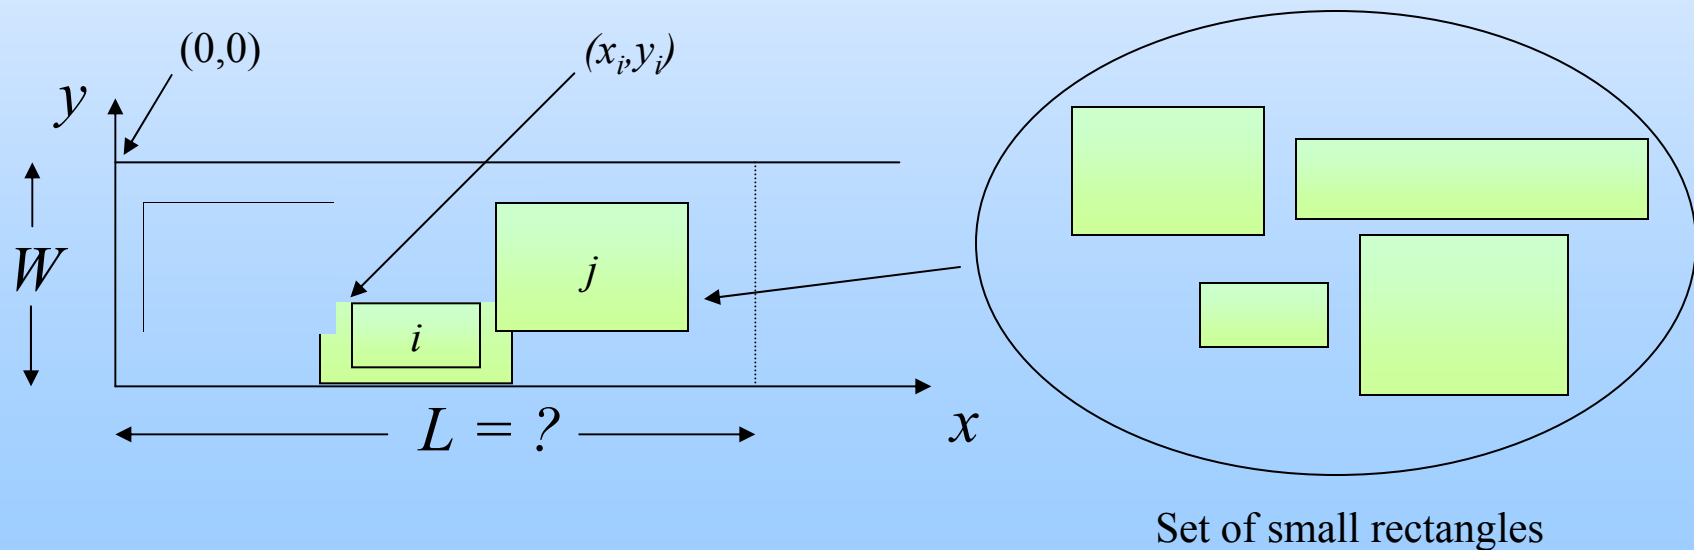 (0,0)
(xi,yi)
y
W
j
i
L = ?
x
Set of small rectangles